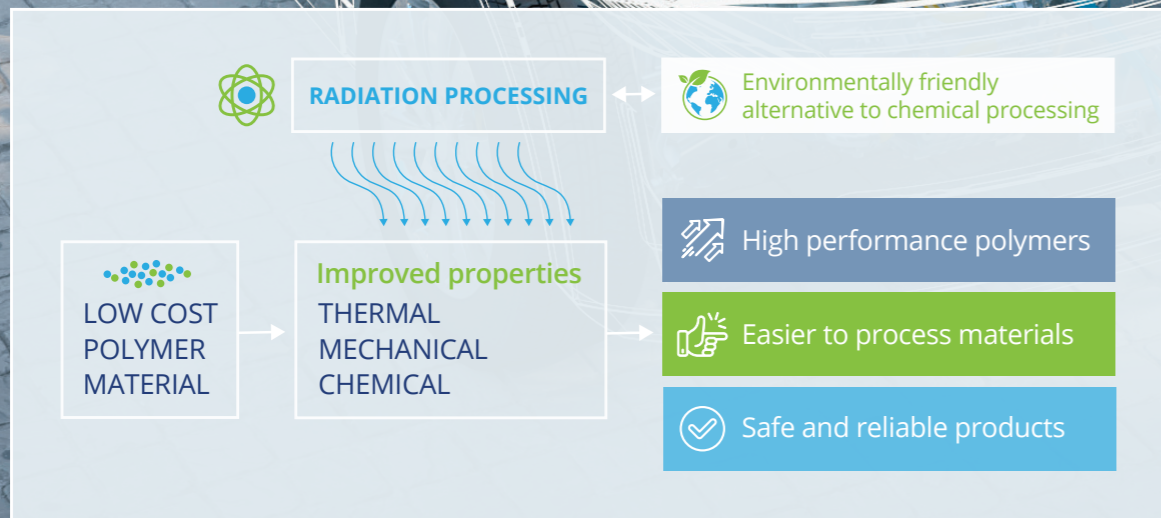 RADIATION PROCESSING
Environmentally friendly
alternative to chemical processing
LOW COST
POLYMER
MATERIAL
Improved properties
THERMAL
MECHANICAL
CHEMICAL
High performance polymers
Easier to process materials
Safe and reliable products